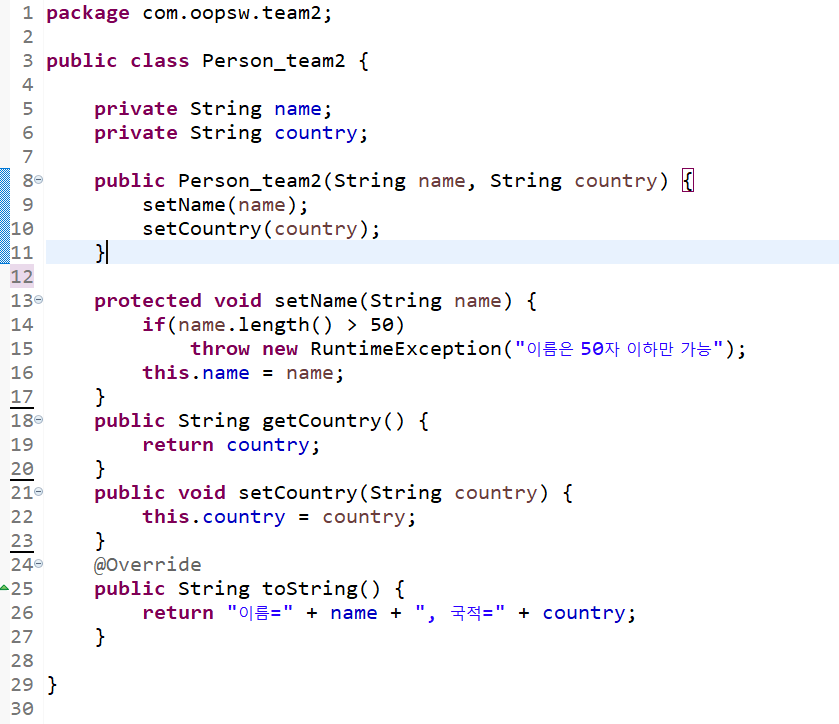 1 package com.oopsw.team2;
2
3 public class Person_team2 {
4
5     private String name;
6     private String country;
7
8     public Person_team2(String name, String country) {
9         setName(name);
10         setCountry(country);
11     }
12
13     protected void setName(String name) {
14         if(name.length() > 50)
15             throw new RuntimeException("이름은 50자 이하만 가능");
16         this.name = name;
17     }
18     public String getCountry() {
19         return country;
20     }
21     public void setCountry(String country) {
22         this.country = country;
23     }
24     @Override
25     public String toString() {
26         return "이름=" + name + ", 국적=" + country;
27     }
28
29 }
30